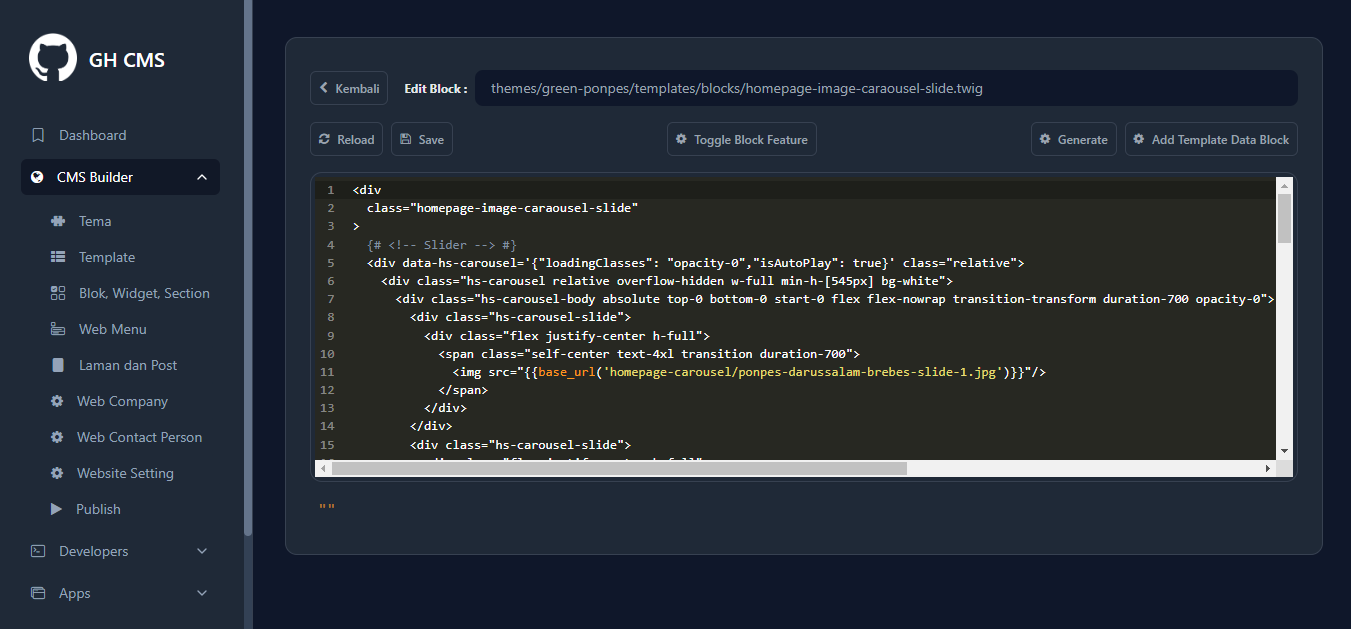 GH CMS
Dashboard
CMS Builder
Tema
Template
Blok, Widget, Section
Web Menu
Laman dan Post
Web Company
Web Contact Person
Website Setting
Publish
Developers
Apps
Kembali
Edit Block :
themes/green-ponpes/templates/blocks/homepage-image-caraousel-slide.twig
Reload
Save
Toggle Block Feature
Generate
Add Template Data Block
1 <div
2 class="homepage-image-caraousel-slide"
3 >
4 {# <!-- Slider --> #}
5 <div data-hs-carousel='{"loadingClasses": "opacity-0","isAutoPlay": true}' class="relative">
6 <div class="hs-carousel relative overflow-hidden w-full min-h-[545px] bg-white">
7 <div class="hs-carousel-body absolute top-0 bottom-0 start-0 flex flex-nowrap transition-transform duration-700 opacity-0">
8 <div class="hs-carousel-slide">
9 <div class="flex justify-center h-full">
10 <span class="self-center text-4xl transition duration-700">
11 <img src="{{base_url('homepage-carousel/ponpes-darussalam-brebes-slide-1.jpg')}}"/>
12 </span>
13 </div>
14 </div>
15 <div class="hs-carousel-slide">
""